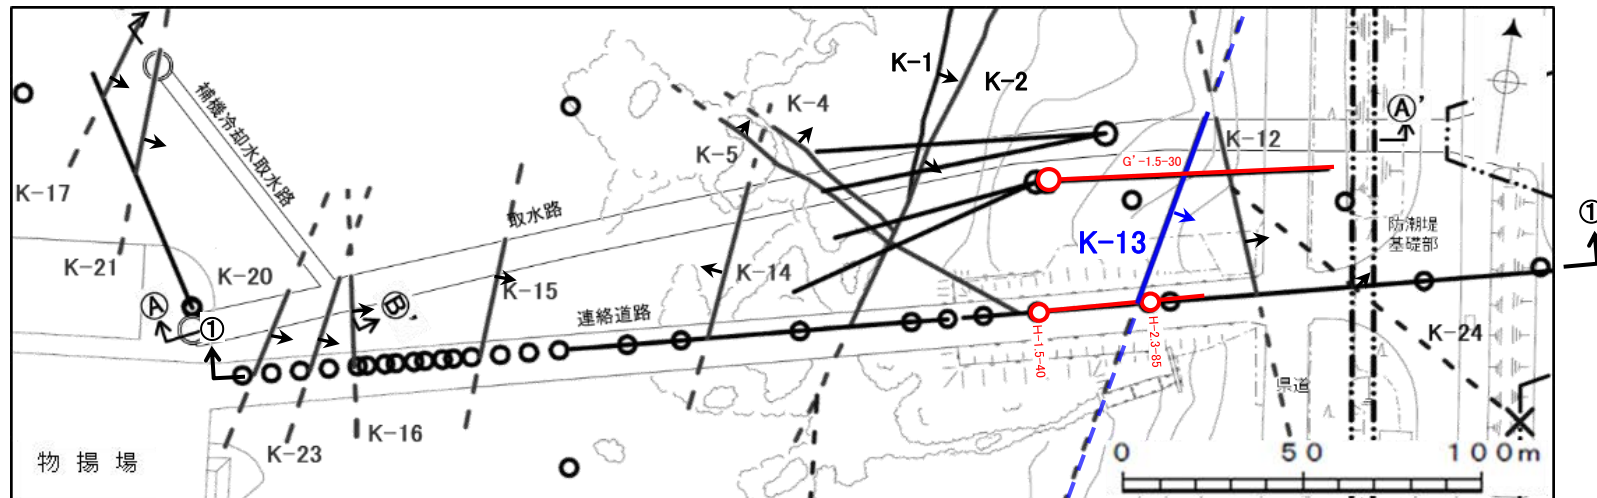 K-1
K-2
K-4
K-5
補機冷却水取水路
Ⓐ'
K-12
G'-1.5-30
K-17
取水路
①
K-13
防潮堤
基礎部
K-21
K-20
K-14
K-15
Ⓐ
Ⓑ'
①
連絡道路
H-1.5-40
H-2.3-85
K-24
県道
K-16
K-23
物揚場
0 50 100m